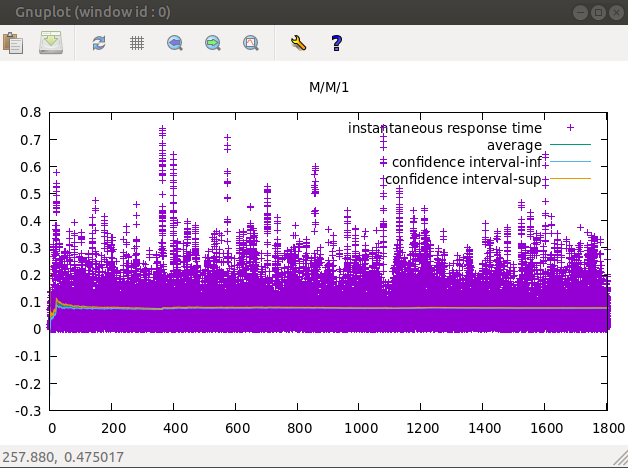 Gnuplot (window id : 0)
M/M/1
instantaneous response time
average
confidence interval-inf
confidence interval-sup
0.8
0.7
0.6
0.5
0.4
0.3
0.2
0.1
0
-0.1
-0.2
-0.3
0 200 400 600 800 1000 1200 1400 1600 1800
257.880, 0.475017